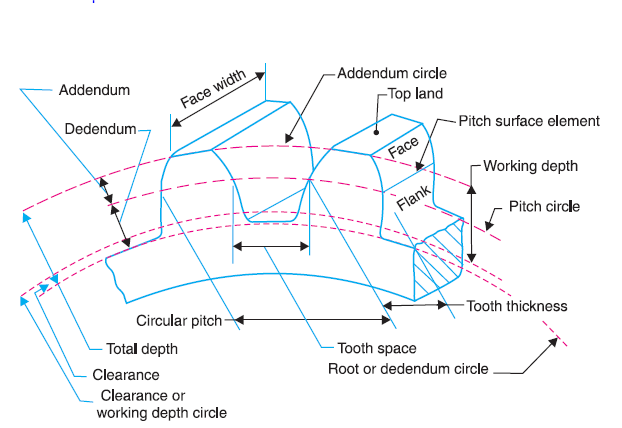 Addendum
Face width
Addendum circle
Top land
Dedendum
Pitch surface element
Face
Working depth
Flank
Pitch circle
Circular pitch
Tooth thickness
Total depth
Tooth space
Root or dedendum circle
Clearance
Clearance or
working depth circle